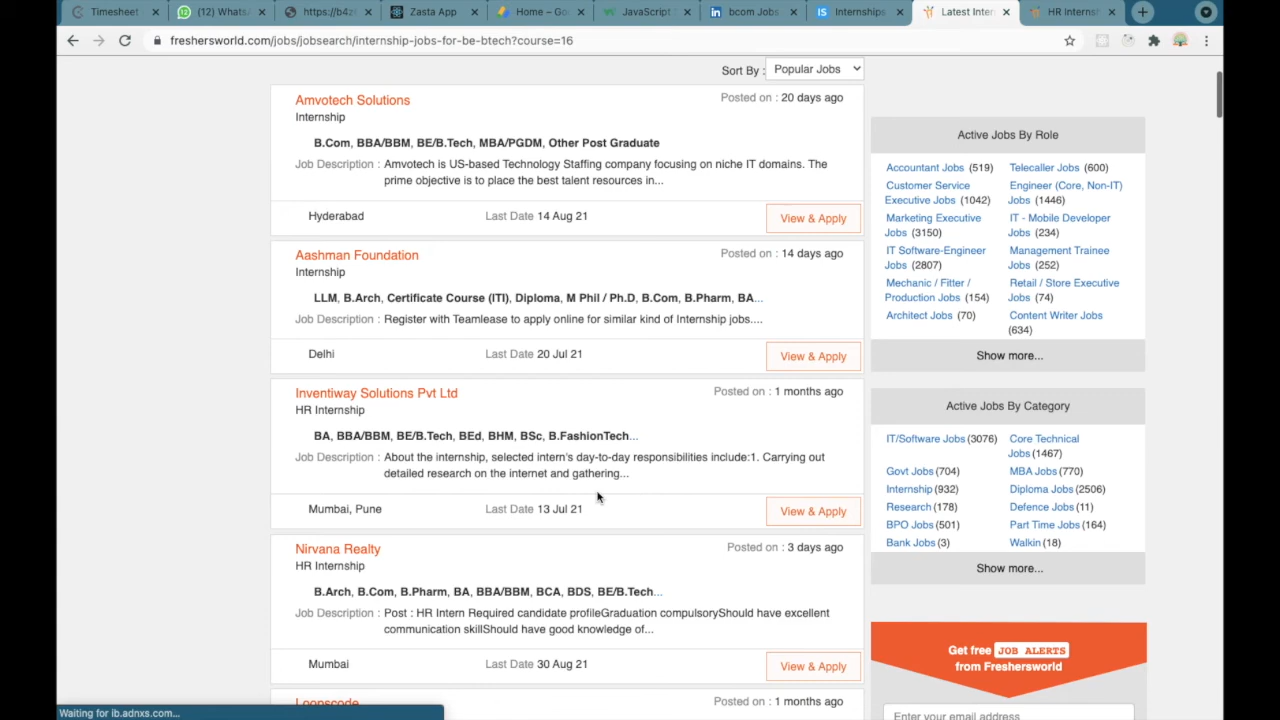 Timesheet
(12) Whats
https://b4z
Zasta App
Home – Go
JavaScript
bcom Jobs
Internships
Latest Inter
HR Interns
freshersworld.com/jobs/jobsearch/internship-jobs-for-be-btech?course=16
Sort By : Popular Jobs
Amvotech Solutions
Posted on : 20 days ago
Internship
B.Com, BBA/BBM, BE/B.Tech, MBA/PGDM, Other Post Graduate
Job Description : Amvotech is US-based Technology Staffing company focusing on niche IT domains. The
prime objective is to place the best talent resources in...
Hyderabad Last Date 14 Aug 21 View & Apply
Aashman Foundation
Posted on : 14 days ago
Internship
LLM, B.Arch, Certificate Course (ITI), Diploma, M Phil / Ph.D, B.Com, B.Pharm, BA...
Job Description : Register with Teamlease to apply online for similar kind of Internship jobs....
Delhi Last Date 20 Jul 21 View & Apply
Inventiway Solutions Pvt Ltd
Posted on : 1 months ago
HR Internship
BA, BBA/BBM, BE/B.Tech, BEd, BHM, BSc, B.FashionTech...
Job Description : About the internship, selected intern's day-to-day responsibilities include:1. Carrying out
detailed research on the internet and gathering...
Mumbai, Pune Last Date 13 Jul 21 View & Apply
Nirvana Realty
Posted on : 3 days ago
HR Internship
B.Arch, B.Com, B.Pharm, BA, BBA/BBM, BCA, BDS, BE/B.Tech...
Job Description : Post : HR Intern Required candidate profileGraduation compulsoryShould have excellent
communication skillShould have good knowledge of...
Mumbai Last Date 30 Aug 21 View & Apply
Loopscode
Posted on : 1 months ago
Active Jobs By Role
Accountant Jobs (519)
Customer Service
Executive Jobs (1042)
Marketing Executive
Jobs (3150)
IT Software-Engineer
Jobs (2807)
Mechanic / Fitter /
Production Jobs (154)
Architect Jobs (70)
Telecaller Jobs (600)
Engineer (Core, Non-IT)
Jobs (1446)
IT - Mobile Developer
Jobs (234)
Management Trainee
Jobs (252)
Retail / Store Executive
Jobs (74)
Content Writer Jobs
(634)
Show more...
Active Jobs By Category
IT/Software Jobs (3076)
Govt Jobs (704)
Internship (932)
Research (178)
BPO Jobs (501)
Bank Jobs (3)
Core Technical
Jobs (1467)
MBA Jobs (770)
Diploma Jobs (2506)
Defence Jobs (11)
Part Time Jobs (164)
Walkin (18)
Show more...
Get free JOB ALERTS
from Freshersworld
Enter your email address
Waiting for ib.adnxs.com...